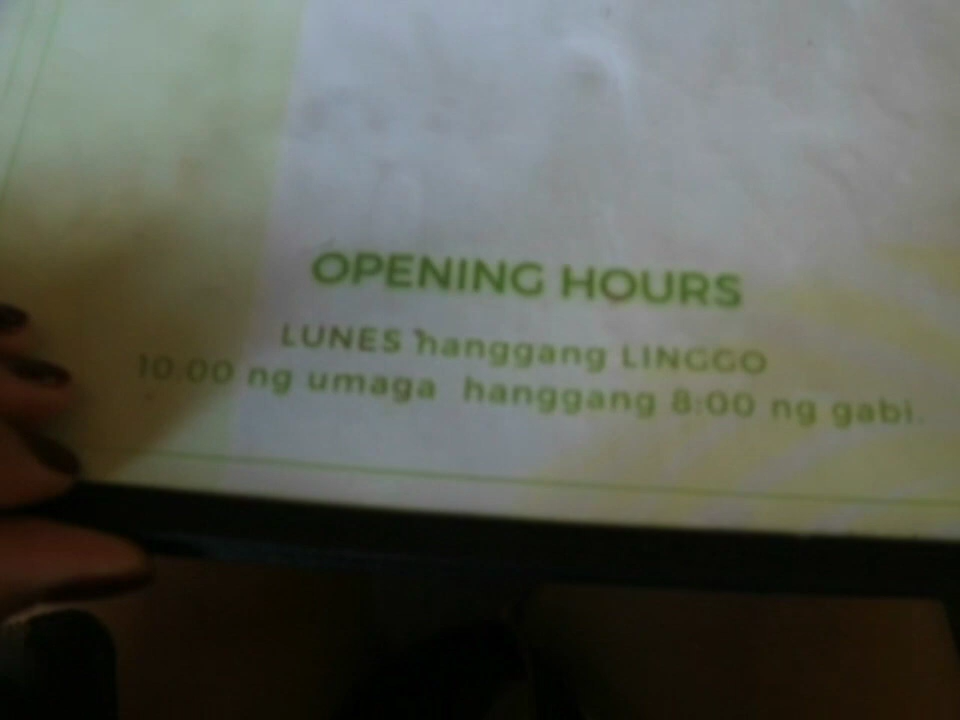 OPENING HOURS
LUNES hanggang LINGGO
10:00 ng umaga hanggang 8:00 ng gabi.